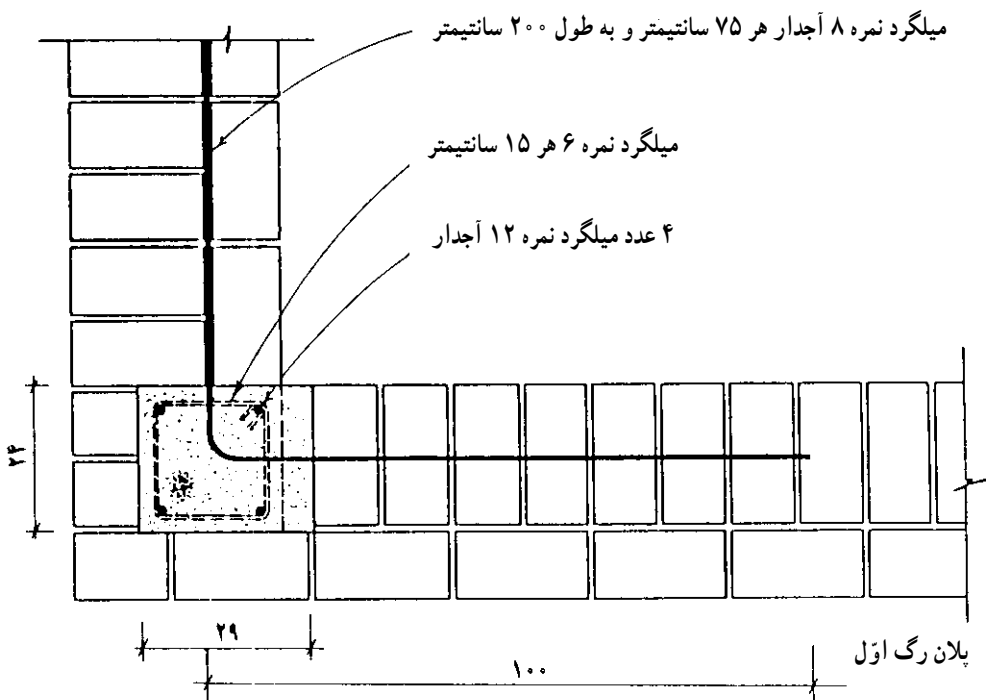 میلگرد نمره ۸ آجدار هر ۷۵ سانتیمتر و به طول ۲۰۰ سانتیمتر
میلگرد نمره ۶ هر ۱۵ سانتیمتر
۴ عدد میلگرد نمره ۱۲ آجدار
۲۴
۲۹
۱۰۰
پلان رگ اوّل